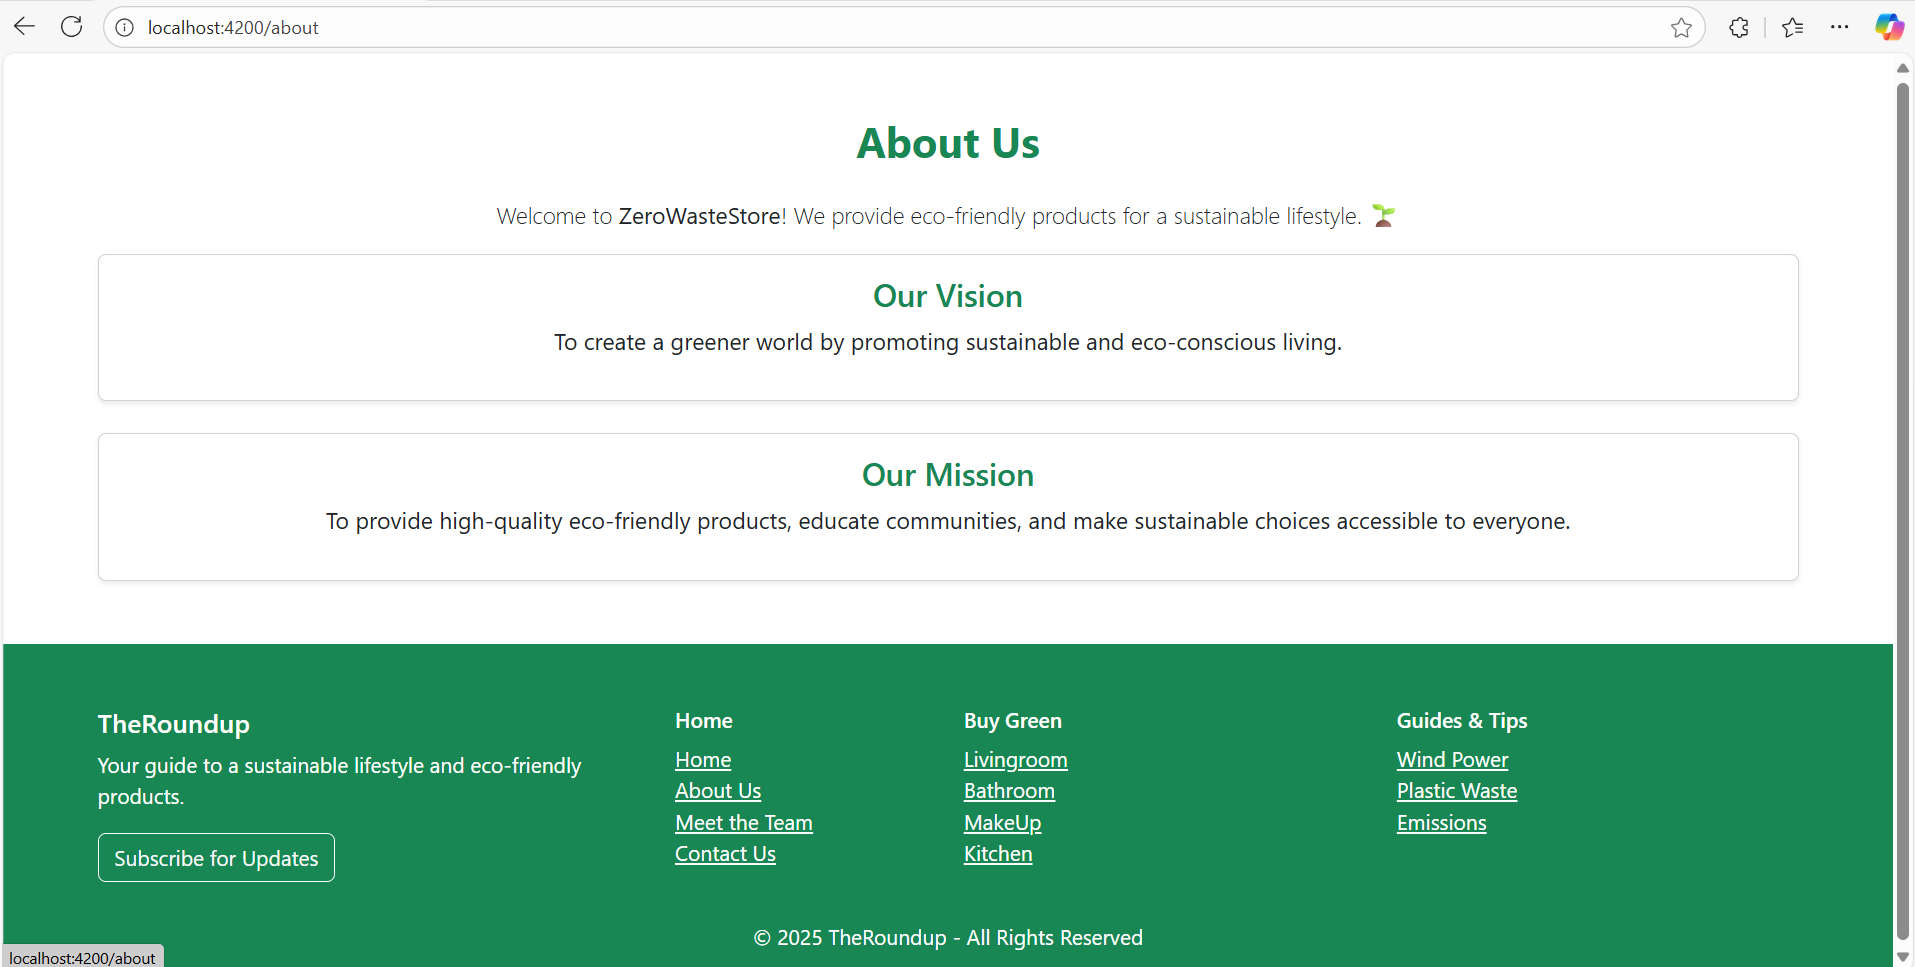 localhost:4200/about
About Us
Welcome to ZeroWasteStore! We provide eco-friendly products for a sustainable lifestyle. 🌱
Our Vision
To create a greener world by promoting sustainable and eco-conscious living.
Our Mission
To provide high-quality eco-friendly products, educate communities, and make sustainable choices accessible to everyone.
TheRoundup
Your guide to a sustainable lifestyle and eco-friendly
products.
Subscribe for Updates
Home
Home
About Us
Meet the Team
Contact Us
Buy Green
Livingroom
Bathroom
MakeUp
Kitchen
Guides & Tips
Wind Power
Plastic Waste
Emissions
© 2025 TheRoundup - All Rights Reserved
localhost:4200/about